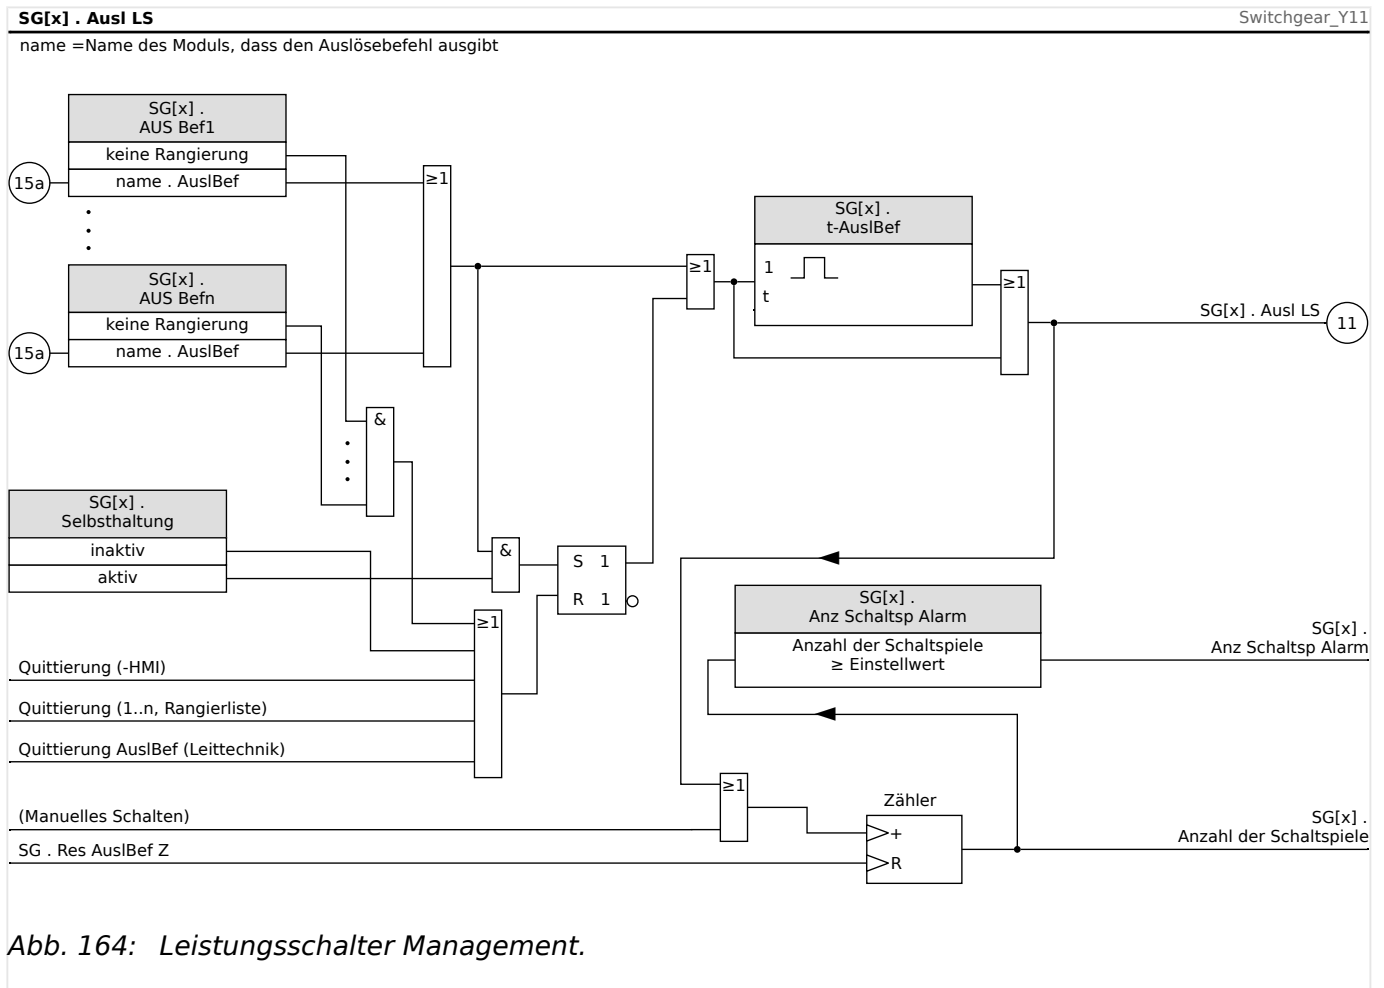 SG[x] . Ausl LS
Switchgear_Y11
name =Name des Moduls, dass den Auslösebefehl ausgibt
SG[x] .
AUS Bef1
keine Rangierung
15a
name . AuslBef
≥1
SG[x] .
t-AuslBef
SG[x] .
AUS Befn
keine Rangierung
15a
name . AuslBef
≥1
1
t
≥1
SG[x] . Ausl LS
11
&
SG[x] .
Selbsthaltung
inaktiv
aktiv
&
S 1
R 1
≥1
SG[x] .
Anz Schaltsp Alarm
Anzahl der Schaltspiele
≥ Einstellwert
SG[x] .
Anz Schaltsp Alarm
Quittierung (-HMI)
Quittierung (1..n, Rangierliste)
Quittierung AuslBef (Leittechnik)
≥1
Zähler
(Manuelles Schalten)
+
SG[x] .
Anzahl der Schaltspiele
SG . Res AuslBef Z
R
Abb. 164: Leistungsschalter Management.